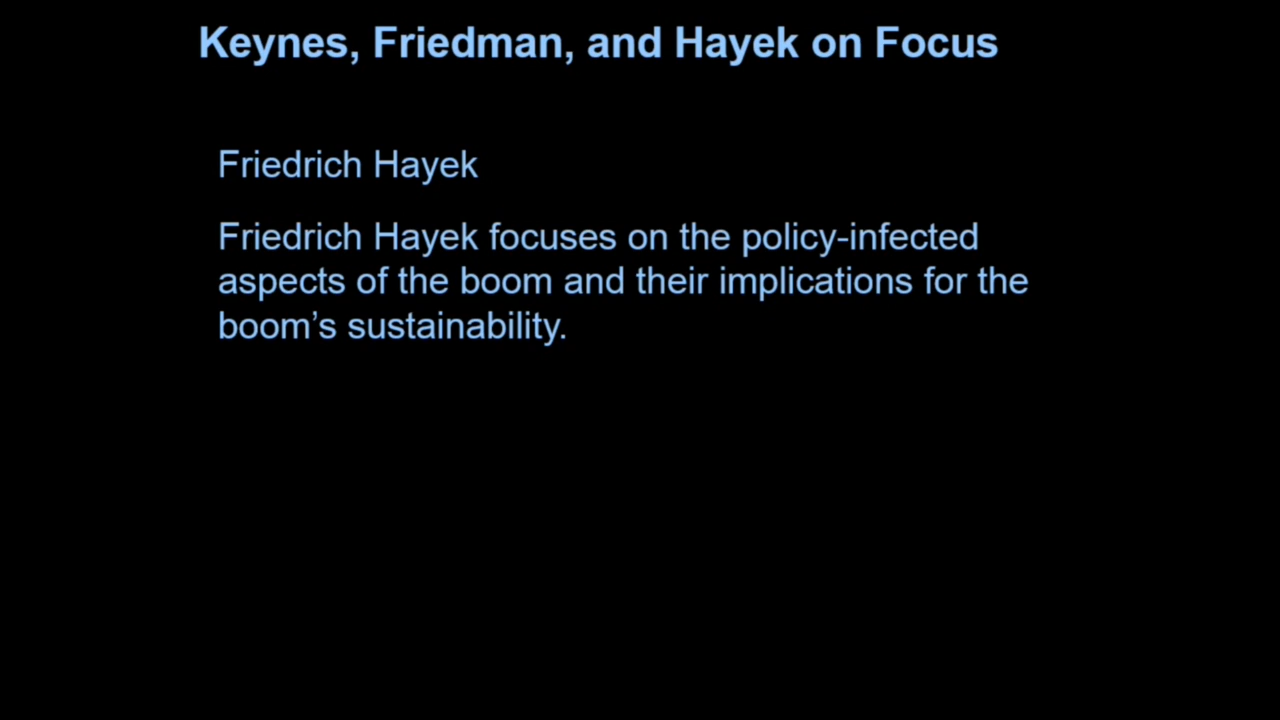 Keynes, Friedman, and Hayek on Focus
Friedrich Hayek
Friedrich Hayek focuses on the policy-infected
aspects of the boom and their implications for the
boom’s sustainability.